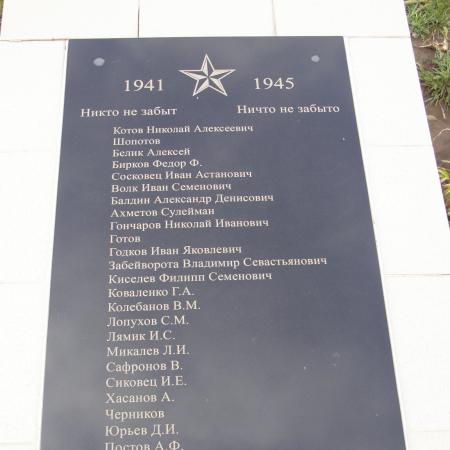 1941 1945
Никто не забыт Ничто не забыто
Котов Николай Алексеевич
Шопотов
Белик Алексей
Бирков Федор Ф.
Сосковец Иван Астанович
Волк Иван Семенович
Балдин Александр Денисович
Ахметов Сулейман
Гончаров Николай Иванович
Готов
Годков Иван Яковлевич
Забейворота Владимир Севастьянович
Киселев Филипп Семенович
Коваленко Г.А.
Колебанов В.М.
Лопухов С.М.
Лямик И.С.
Микалев Л.И.
Сафронов В.
Сиковец И.Е.
Хасанов А.
Черников
Юрьев Д.И.
Постов А.Ф.